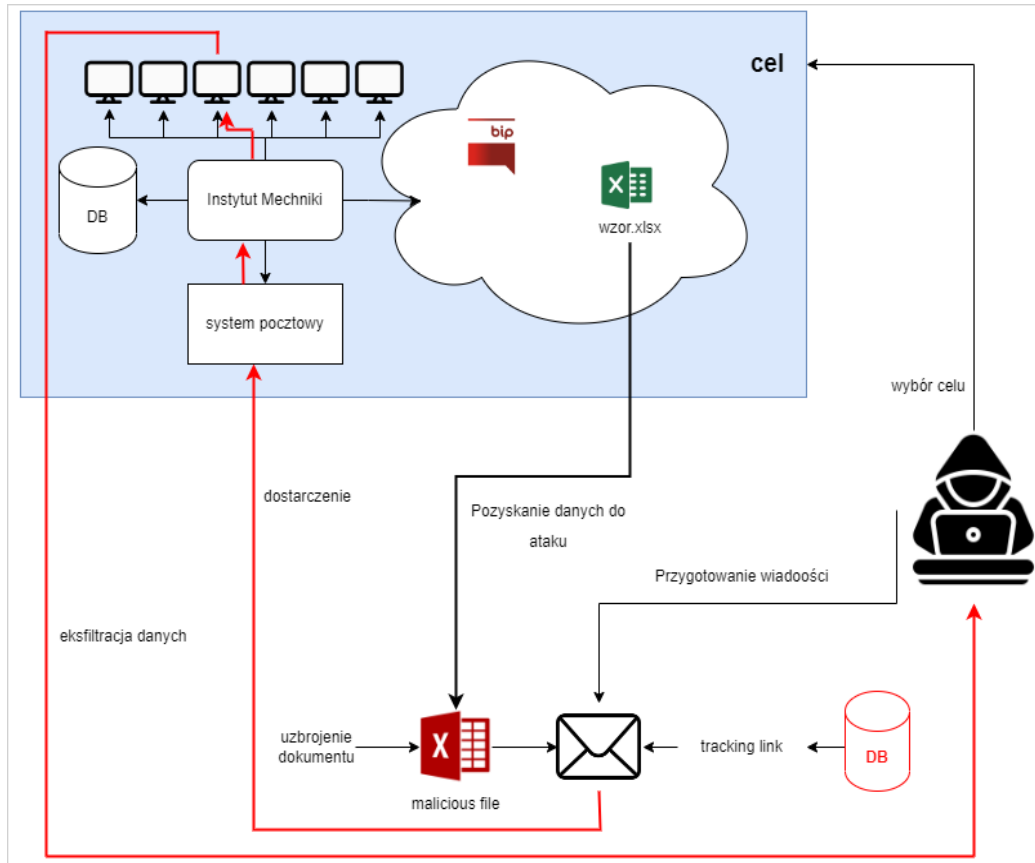 cel
bip
Instytut Mechniki
DB
wzor.xlsx
system pocztowy
wybór celu
dostarczenie
Pozyskanie danych do
ataku
Przygotowanie wiadoości
eksfiltracja danych
uzbrojenie
dokumentu
X
tracking link
DB
malicious file